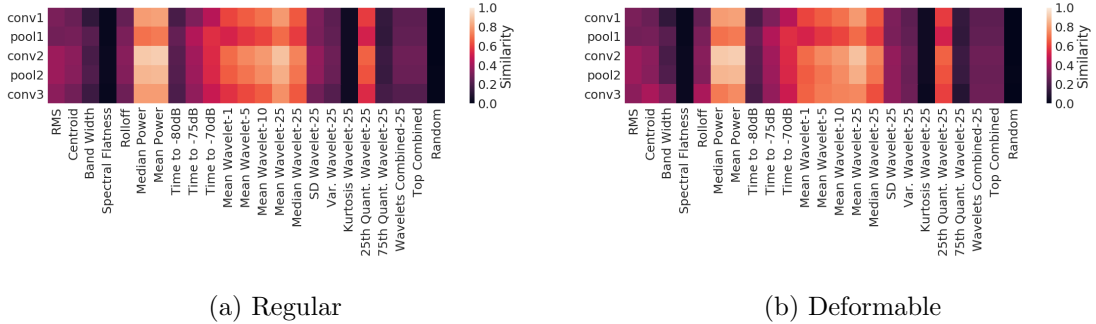 conv1
pool1
conv2
pool2
conv3
1.0
0.8
0.6
0.4
0.2
0.0
Similarity
RMS
Centroid
Band Width
Spectral Flatness
Rolloff
Median Power
Mean Power
Time to -80dB
Time to -75dB
Time to -70dB
Mean Wavelet-1
Mean Wavelet-5
Mean Wavelet-10
Mean Wavelet-25
Median Wavelet-25
SD Wavelet-25
Var. Wavelet-25
Kurtosis Wavelet-25
25th Quant. Wavelet-25
75th Quant. Wavelet-25
Wavelets Combined-25
Top Combined
Random
(a) Regular
conv1
pool1
conv2
pool2
conv3
1.0
0.8
0.6
0.4
0.2
0.0
Similarity
RMS
Centroid
Band Width
Spectral Flatness
Rolloff
Median Power
Mean Power
Time to -80dB
Time to -75dB
Time to -70dB
Mean Wavelet-1
Mean Wavelet-5
Mean Wavelet-10
Mean Wavelet-25
Median Wavelet-25
SD Wavelet-25
Var. Wavelet-25
Kurtosis Wavelet-25
25th Quant. Wavelet-25
75th Quant. Wavelet-25
Wavelets Combined-25
Top Combined
Random
(b) Deformable